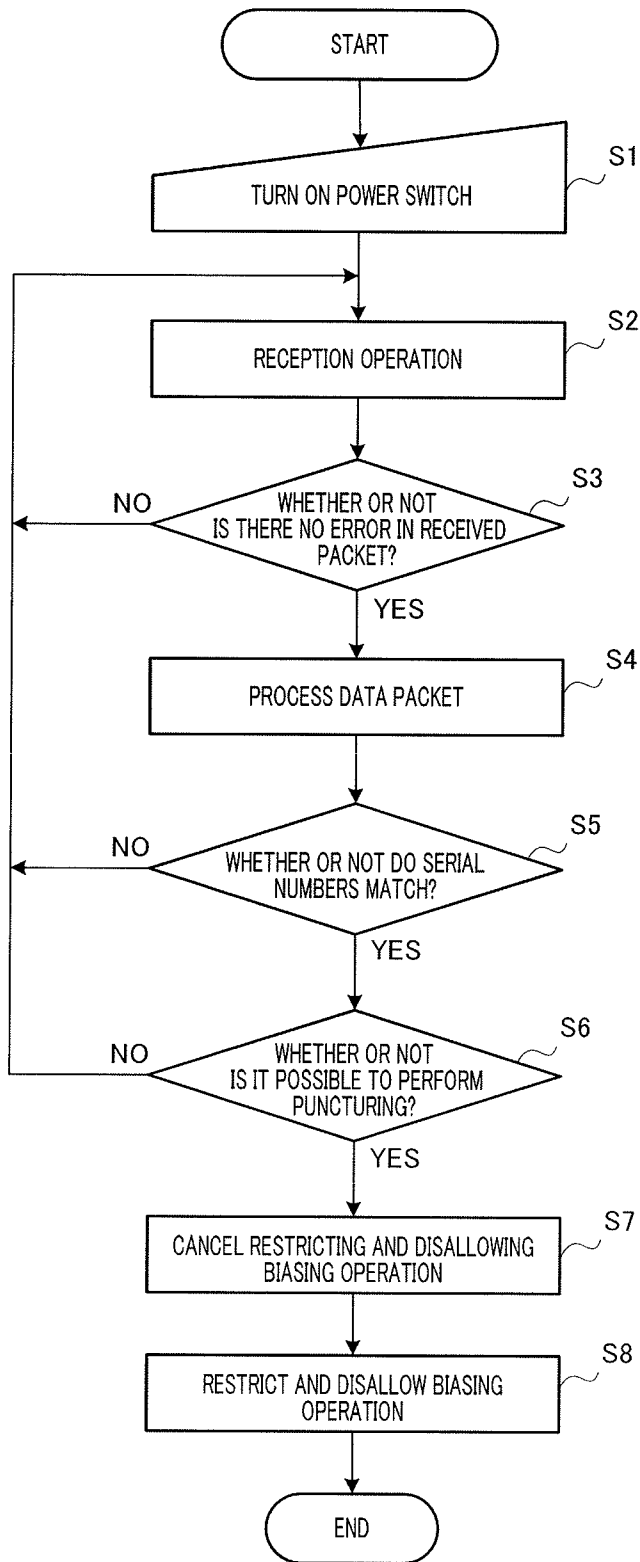 START
TURN ON POWER SWITCH
S1
RECEPTION OPERATION
S2
WHETHER OR NOT
IS THERE NO ERROR IN RECEIVED
PACKET?
S3
NO
YES
PROCESS DATA PACKET
S4
WHETHER OR NOT DO SERIAL
NUMBERS MATCH?
S5
NO
YES
WHETHER OR NOT
IS IT POSSIBLE TO PERFORM
PUNCTURING?
S6
NO
YES
CANCEL RESTRICTING AND DISALLOWING
BIASING OPERATION
S7
RESTRICT AND DISALLOW BIASING
OPERATION
S8
END